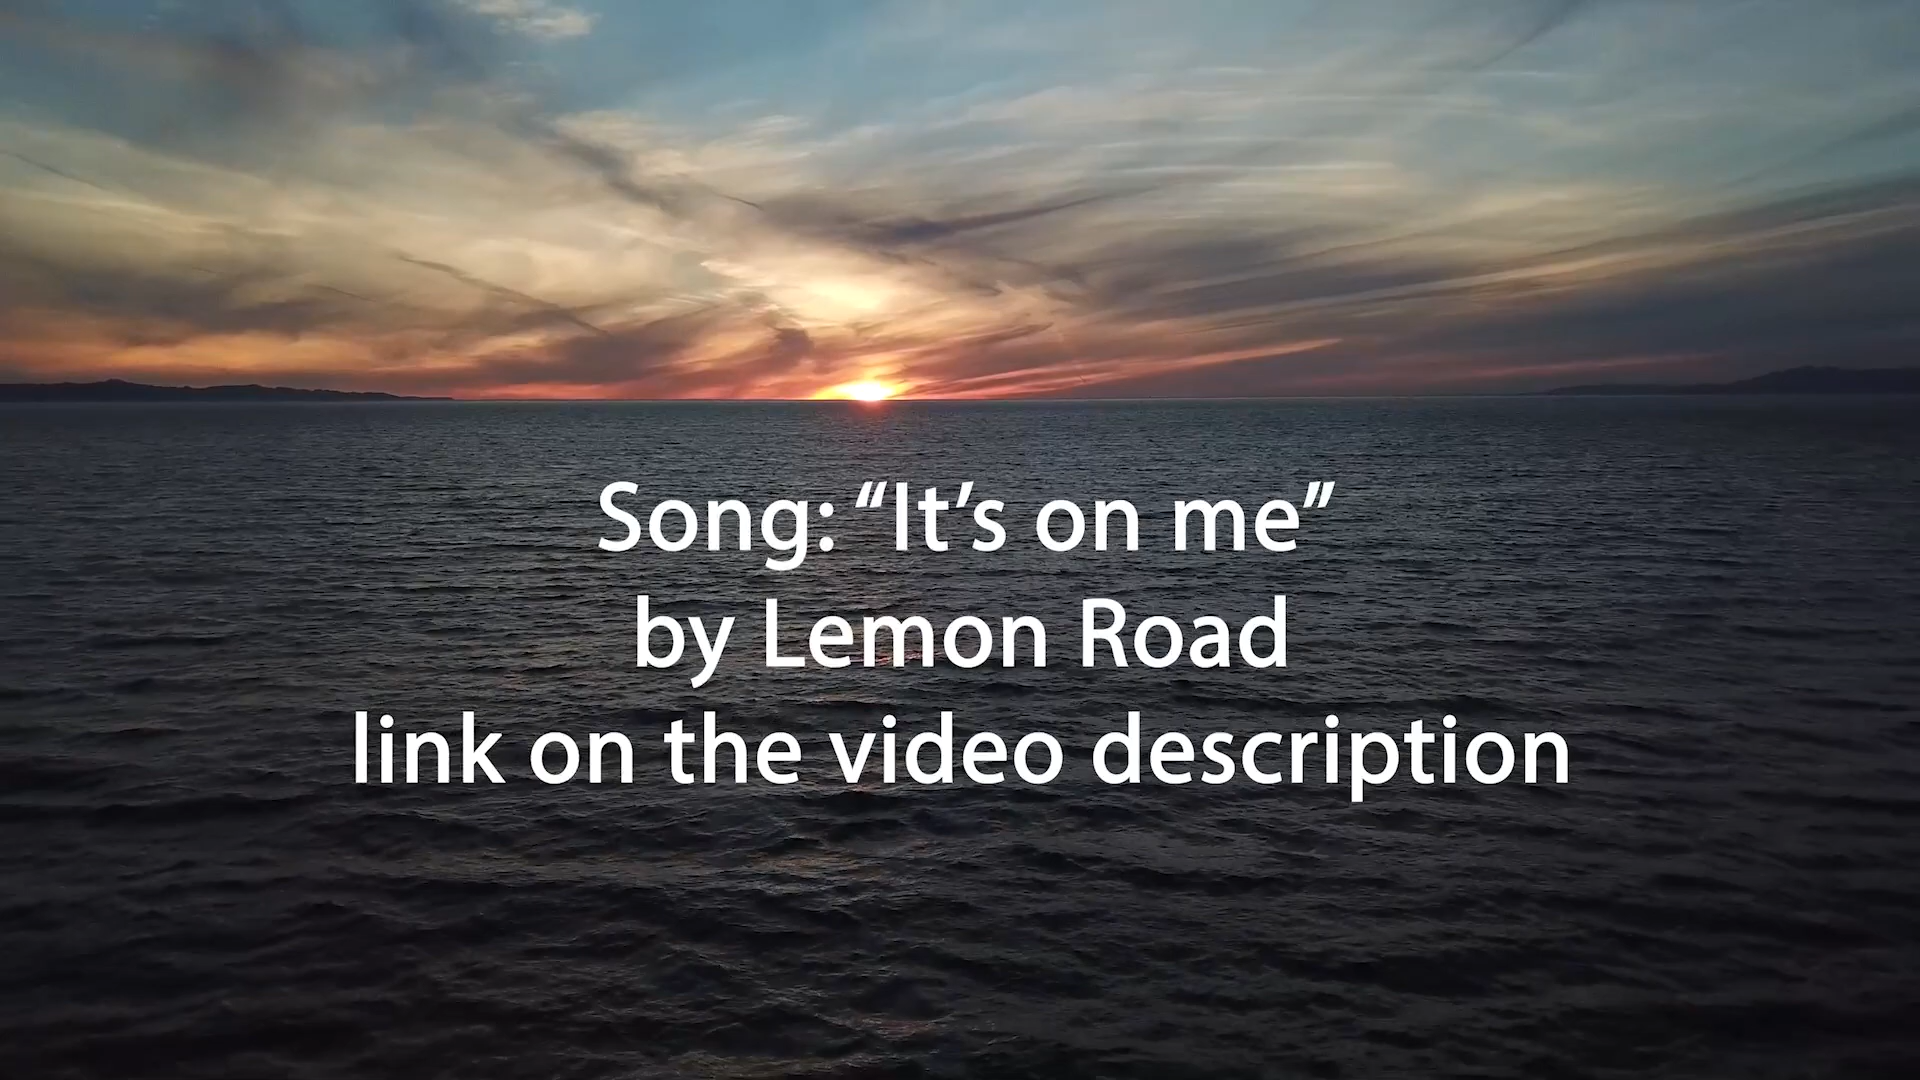 Song: “It’s on me”
by Lemon Road
link on the video description